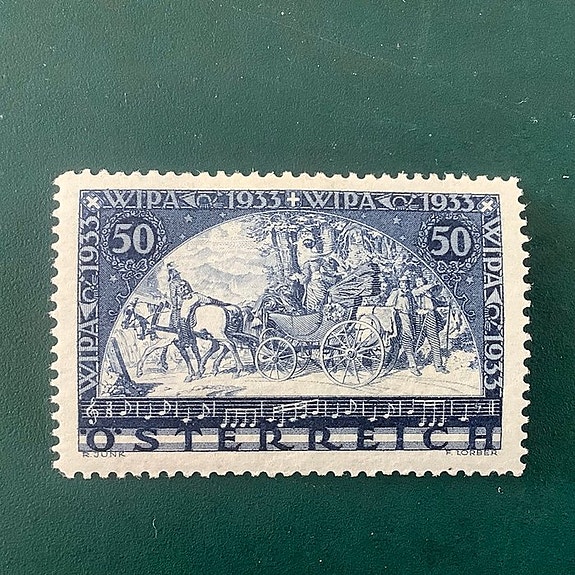 WIPA 1933 + WIPA 1933
WIPA 1933
WIPA 1933
50
50
ÖSTERREICH
R. JUNK
F. LORBER